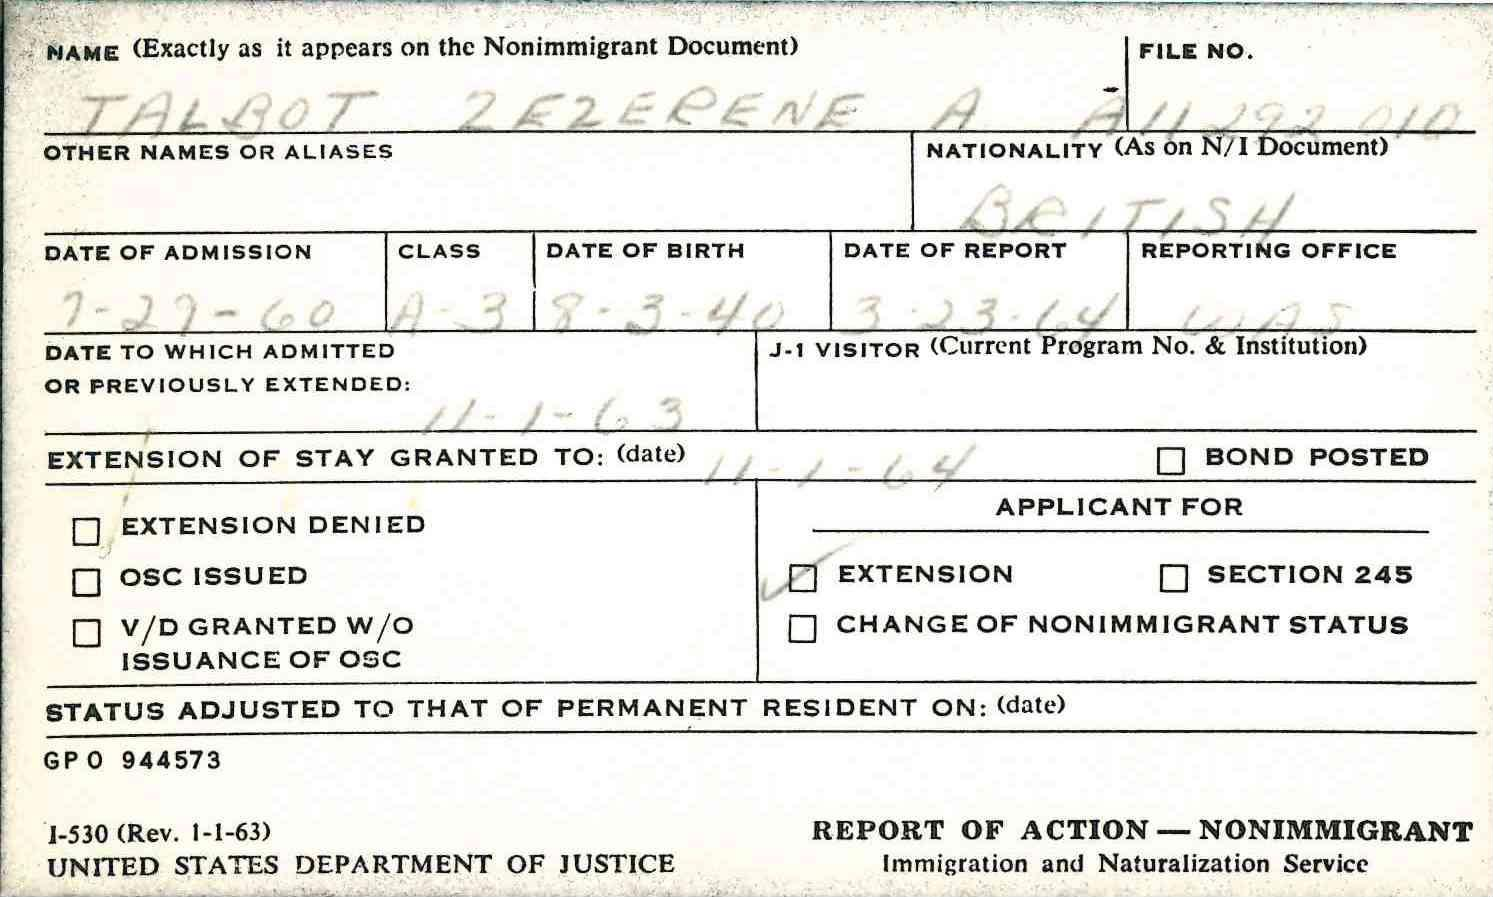 NAME (Exactly as it appears on the Nonimmigrant Document) FILE NO.
TALBOT ZEZERENE A A11 292 010
OTHER NAMES OR ALIASES NATIONALITY (As on N/I Document)
BRITISH
DATE OF ADMISSION CLASS DATE OF BIRTH DATE OF REPORT REPORTING OFFICE
7-27-60 A-3 8-3-40 3-23-64 WAS
DATE TO WHICH ADMITTED J-1 VISITOR (Current Program No. & Institution)
OR PREVIOUSLY EXTENDED:
11-1-63
EXTENSION OF STAY GRANTED TO: (date) 11-1-64 BOND POSTED
APPLICANT FOR
EXTENSION DENIED
OSC ISSUED EXTENSION SECTION 245
V/D GRANTED W/O CHANGE OF NONIMMIGRANT STATUS
ISSUANCE OF OSC
STATUS ADJUSTED TO THAT OF PERMANENT RESIDENT ON: (date)
GPO 944573
I-530 (Rev. 1-1-63) REPORT OF ACTION — NONIMMIGRANT
UNITED STATES DEPARTMENT OF JUSTICE Immigration and Naturalization Service